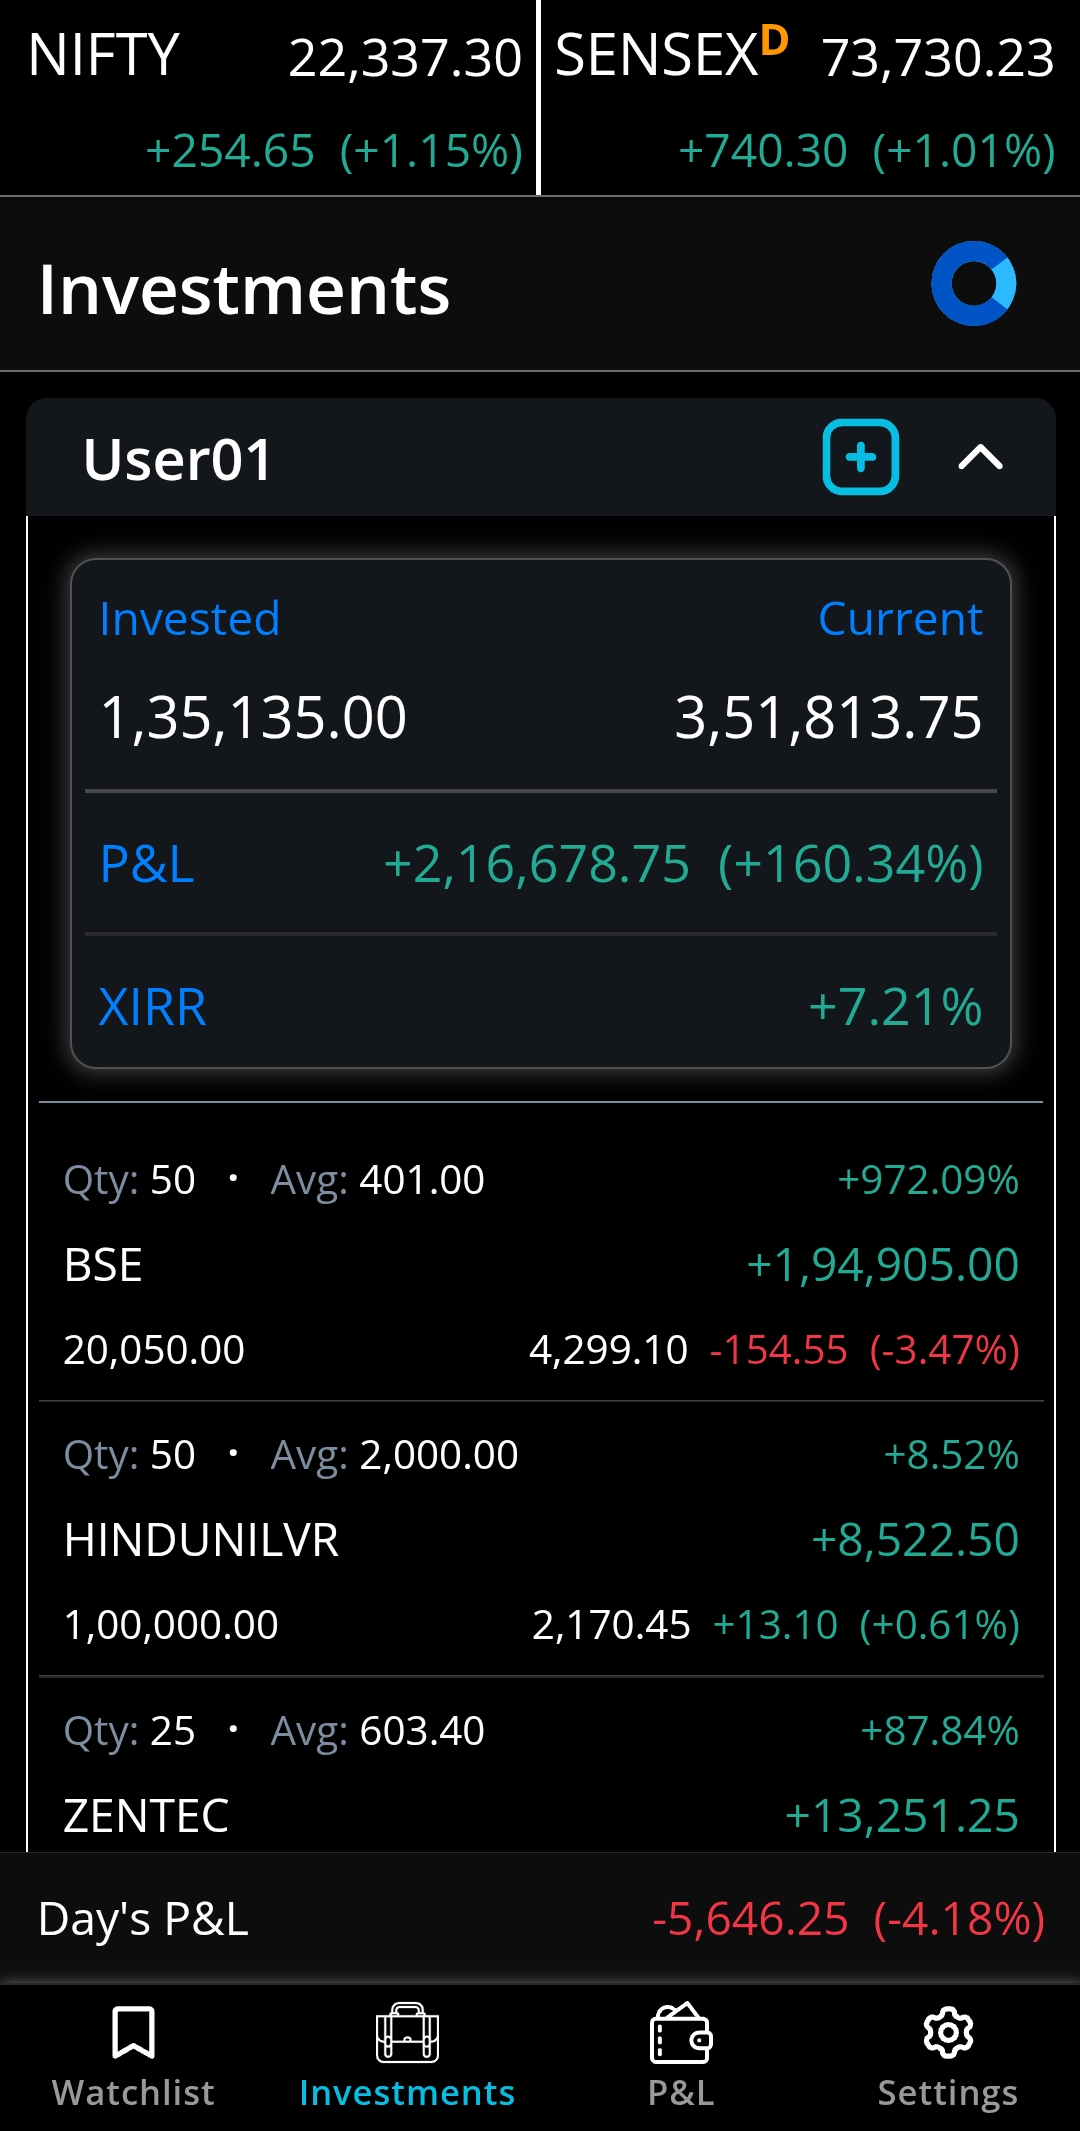 NIFTY 22,337.30
+254.65 (+1.15%)
SENSEX D 73,730.23
+740.30 (+1.01%)
Investments
User01
Invested Current
1,35,135.00 3,51,813.75
P&L +2,16,678.75 (+160.34%)
XIRR +7.21%
Qty: 50 · Avg: 401.00 +972.09%
BSE +1,94,905.00
20,050.00 4,299.10 -154.55 (-3.47%)
Qty: 50 · Avg: 2,000.00 +8.52%
HINDUNILVR +8,522.50
1,00,000.00 2,170.45 +13.10 (+0.61%)
Qty: 25 · Avg: 603.40 +87.84%
ZENTEC +13,251.25
Day's P&L -5,646.25 (-4.18%)
Watchlist Investments P&L Settings